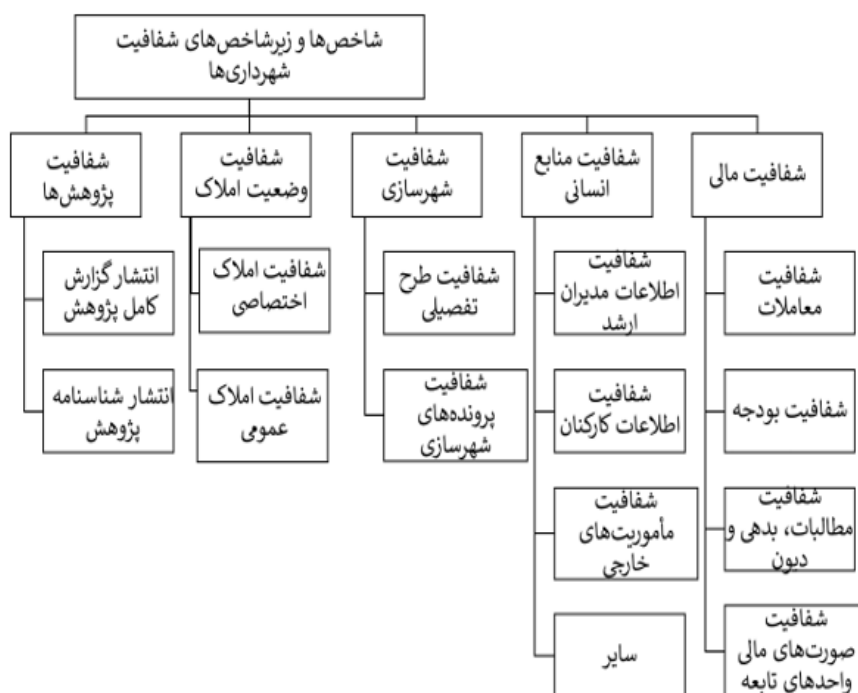 شاخص‌ها و زیرشاخص‌های شفافیت
شهرداری‌ها
شفافیت مالی
شفافیت منابع
انسانی
شفافیت
شهرسازی
شفافیت
وضعیت املاک
شفافیت
پژوهش‌ها
شفافیت
معاملات
شفافیت بودجه
شفافیت
مطالبات، بدهی و
دیون
شفافیت
صورت‌های مالی
واحدهای تابعه
شفافیت
اطلاعات مدیران
ارشد
شفافیت
اطلاعات کارکنان
شفافیت
مأموریت‌های
خارجی
سایر
شفافیت طرح
تفصیلی
شفافیت
پرونده‌های
شهرسازی
شفافیت املاک
اختصاصی
شفافیت املاک
عمومی
انتشار گزارش
کامل پژوهش
انتشار شناسنامه
پژوهش